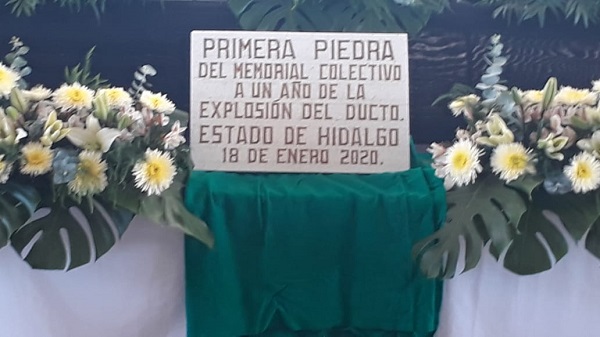 PRIMERA PIEDRA
DEL MEMORIAL COLECTIVO
A UN AÑO DE LA
EXPLOSIÓN DEL DUCTO.
ESTADO DE HIDALGO
18 DE ENERO 2020.